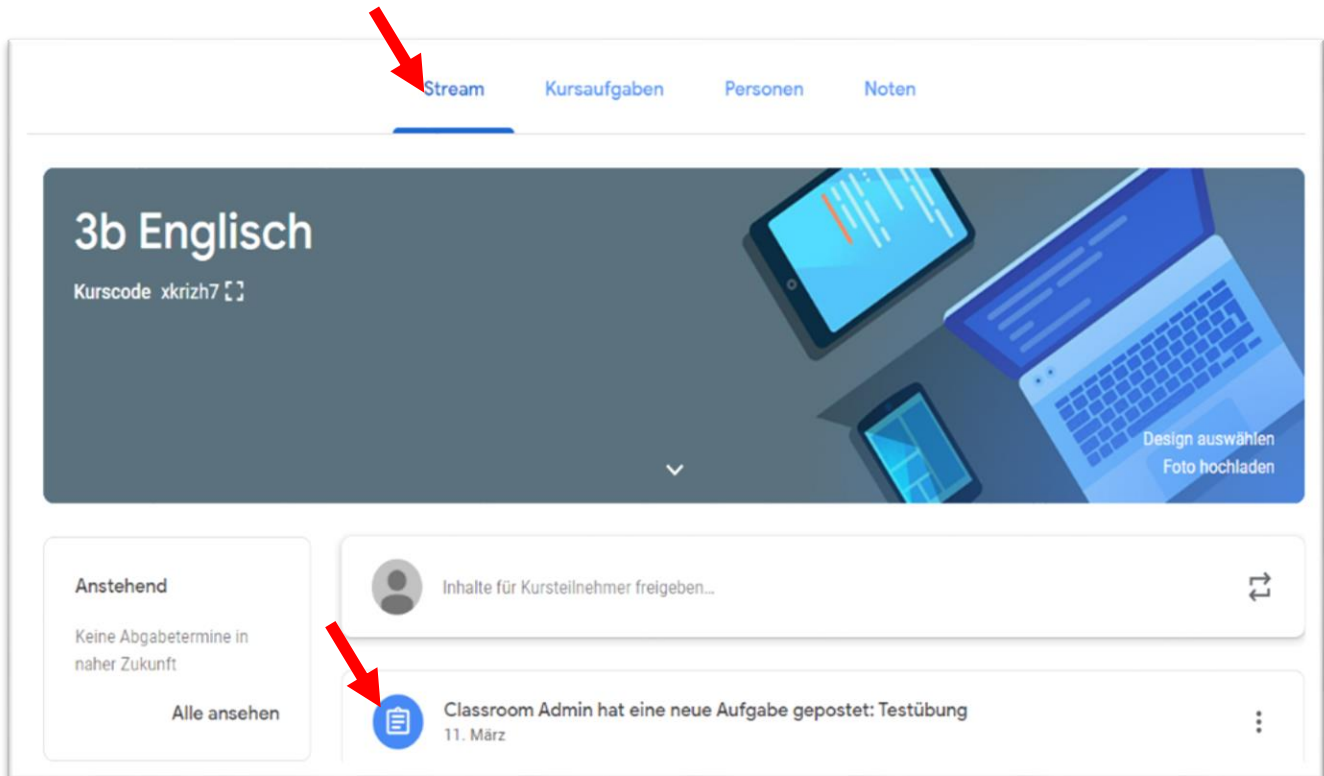 Stream Kursaufgaben Personen Noten
3b Englisch
Kurscode xkrizh7
Design auswählen
Foto hochladen
Anstehend
Keine Abgabetermine in
naher Zukunft
Alle ansehen
Inhalte für Kursteilnehmer freigeben...
Classroom Admin hat eine neue Aufgabe gepostet: Testübung
11. März